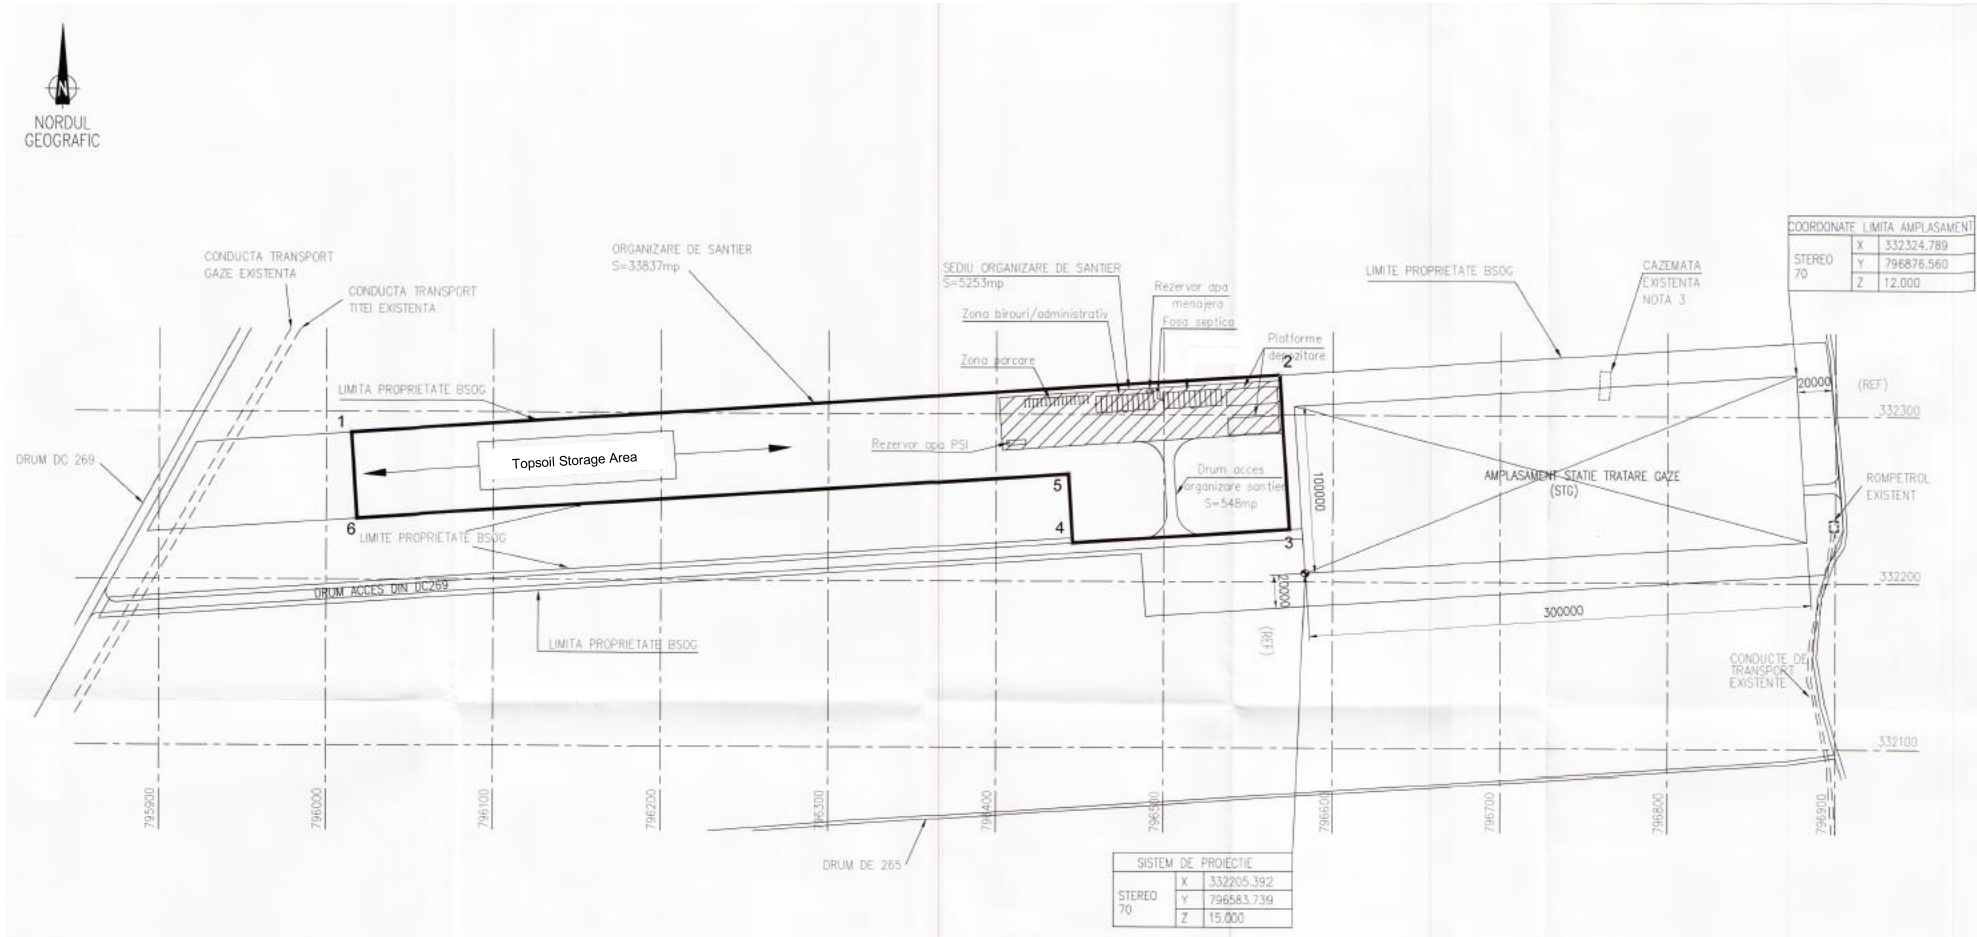 N
NORDUL
GEOGRAFIC
COORDONATE LIMITA AMPLASAMENT
STEREO
70
X 332324.789
Y 796876.560
Z 12.000
CONDUCTA TRANSPORT
GAZE EXISTENTA
CONDUCTA TRANSPORT
TITEI EXISTENTA
ORGANIZARE DE SANTIER
S=33837mp
SEDIU ORGANIZARE DE SANTIER
S=5253mp
Rezervor apa
menajera
Zona birouri/administrativ
Fosa septica
Zona parcare
Platforme
depozitare
LIMITE PROPRIETATE BSOG
CAZEMATA
EXISTENTA
NOTA 3
LIMITA PROPRIETATE BSOG
1
2
20000
(REF)
332300
DRUM DC 269
Topsoil Storage Area
Rezervor apa PSI
Drum acces
organizare santier
S=548mp
100000
AMPLASAMENT STATIE TRATARE GAZE
(STG)
ROMPETROL
EXISTENT
5
6
4
3
LIMITE PROPRIETATE BSOG
DRUM ACCES DIN DC269
20000
(REF)
332200
300000
LIMITA PROPRIETATE BSOG
CONDUCTE DE
TRANSPORT
EXISTENTE
332100
795900
796000
796100
796200
796300
796400
796500
796600
796700
796800
796900
DRUM DE 265
SISTEM DE PROIECTIE
STEREO
70
X 332205.392
Y 796583.739
Z 15.000